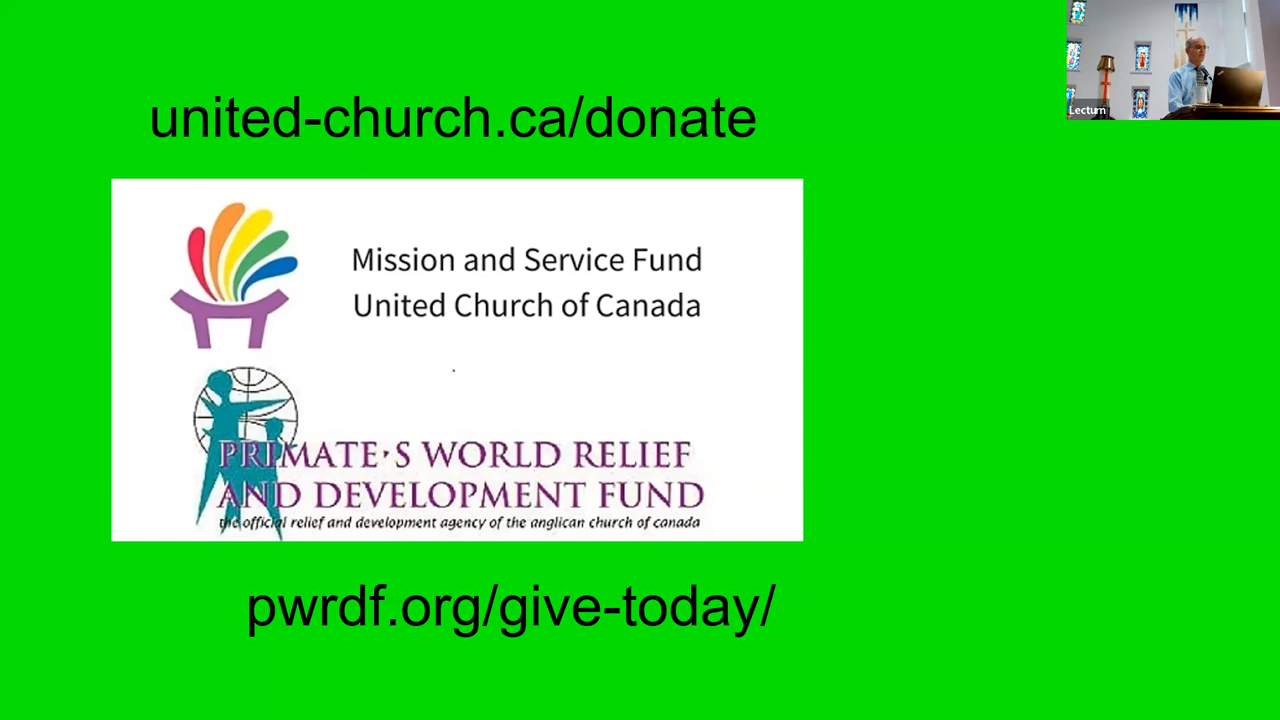 united-church.ca/donate
Mission and Service Fund
United Church of Canada
PRIMATE·S WORLD RELIEF
AND DEVELOPMENT FUND
the official relief and development agency of the anglican church of canada
pwrdf.org/give-today/
Lecturn